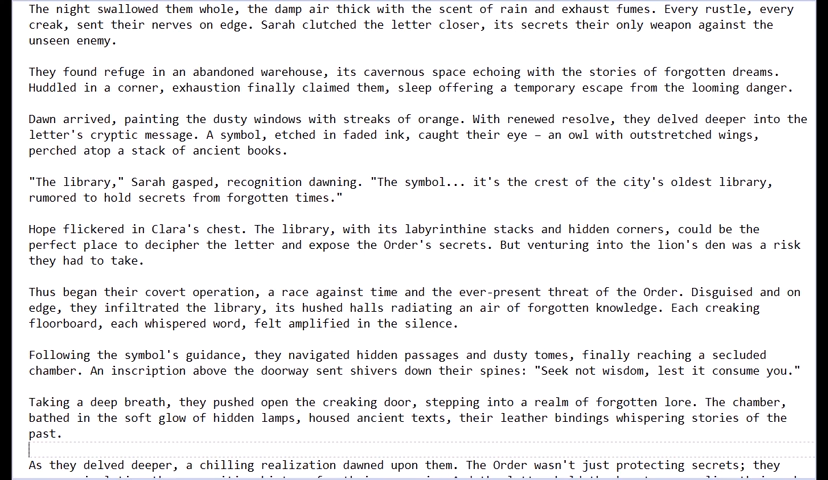 The night swallowed them whole, the damp air thick with the scent of rain and exhaust fumes. Every rustle, every
creak, sent their nerves on edge. Sarah clutched the letter closer, its secrets their only weapon against the
unseen enemy.
They found refuge in an abandoned warehouse, its cavernous space echoing with the stories of forgotten dreams.
Huddled in a corner, exhaustion finally claimed them, sleep offering a temporary escape from the looming danger.
Dawn arrived, painting the dusty windows with streaks of orange. With renewed resolve, they delved deeper into the
letter's cryptic message. A symbol, etched in faded ink, caught their eye – an owl with outstretched wings,
perched atop a stack of ancient books.
"The library," Sarah gasped, recognition dawning. "The symbol... it's the crest of the city's oldest library,
rumored to hold secrets from forgotten times."
Hope flickered in Clara's chest. The library, with its labyrinthine stacks and hidden corners, could be the
perfect place to decipher the letter and expose the Order's secrets. But venturing into the lion's den was a risk
they had to take.
Thus began their covert operation, a race against time and the ever-present threat of the Order. Disguised and on
edge, they infiltrated the library, its hushed halls radiating an air of forgotten knowledge. Each creaking
floorboard, each whispered word, felt amplified in the silence.
Following the symbol's guidance, they navigated hidden passages and dusty tomes, finally reaching a secluded
chamber. An inscription above the doorway sent shivers down their spines: "Seek not wisdom, lest it consume you."
Taking a deep breath, they pushed open the creaking door, stepping into a realm of forgotten lore. The chamber,
bathed in the soft glow of hidden lamps, housed ancient texts, their leather bindings whispering stories of the
past.
As they delved deeper, a chilling realization dawned upon them. The Order wasn't just protecting secrets; they